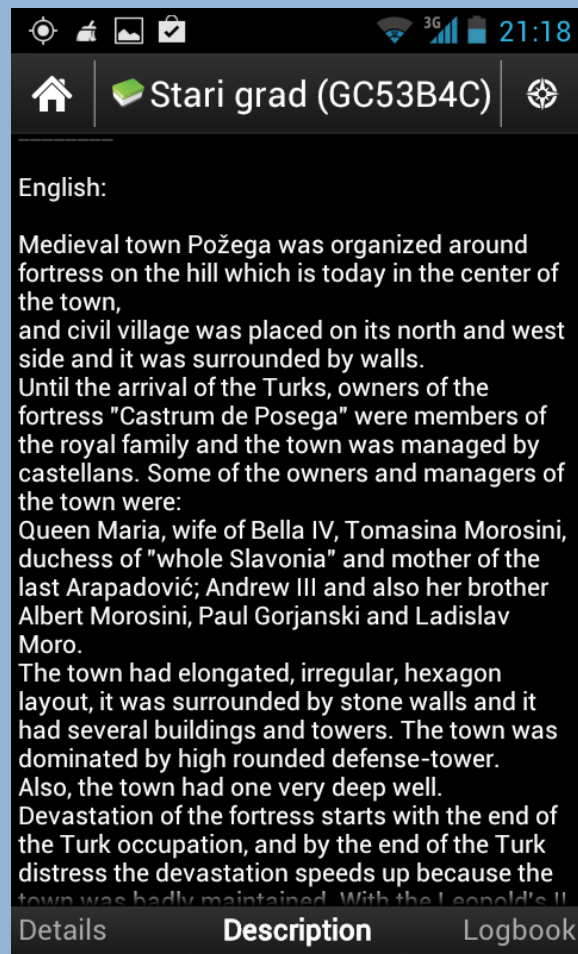 3G 21:18
Stari grad (GC53B4C)
English:
Medieval town Požega was organized around
fortress on the hill which is today in the center of
the town,
and civil village was placed on its north and west
side and it was surrounded by walls.
Until the arrival of the Turks, owners of the
fortress "Castrum de Posega" were members of
the royal family and the town was managed by
castellans. Some of the owners and managers of
the town were:
Queen Maria, wife of Bella IV, Tomasina Morosini,
duchess of "whole Slavonia" and mother of the
last Arapadović; Andrew III and also her brother
Albert Morosini, Paul Gorjanski and Ladislav
Moro.
The town had elongated, irregular, hexagon
layout, it was surrounded by stone walls and it
had several buildings and towers. The town was
dominated by high rounded defense-tower.
Also, the town had one very deep well.
Devastation of the fortress starts with the end of
the Turk occupation, and by the end of the Turk
distress the devastation speeds up because the
town was badly maintained. With the Leopold's II
Details Description Logbook